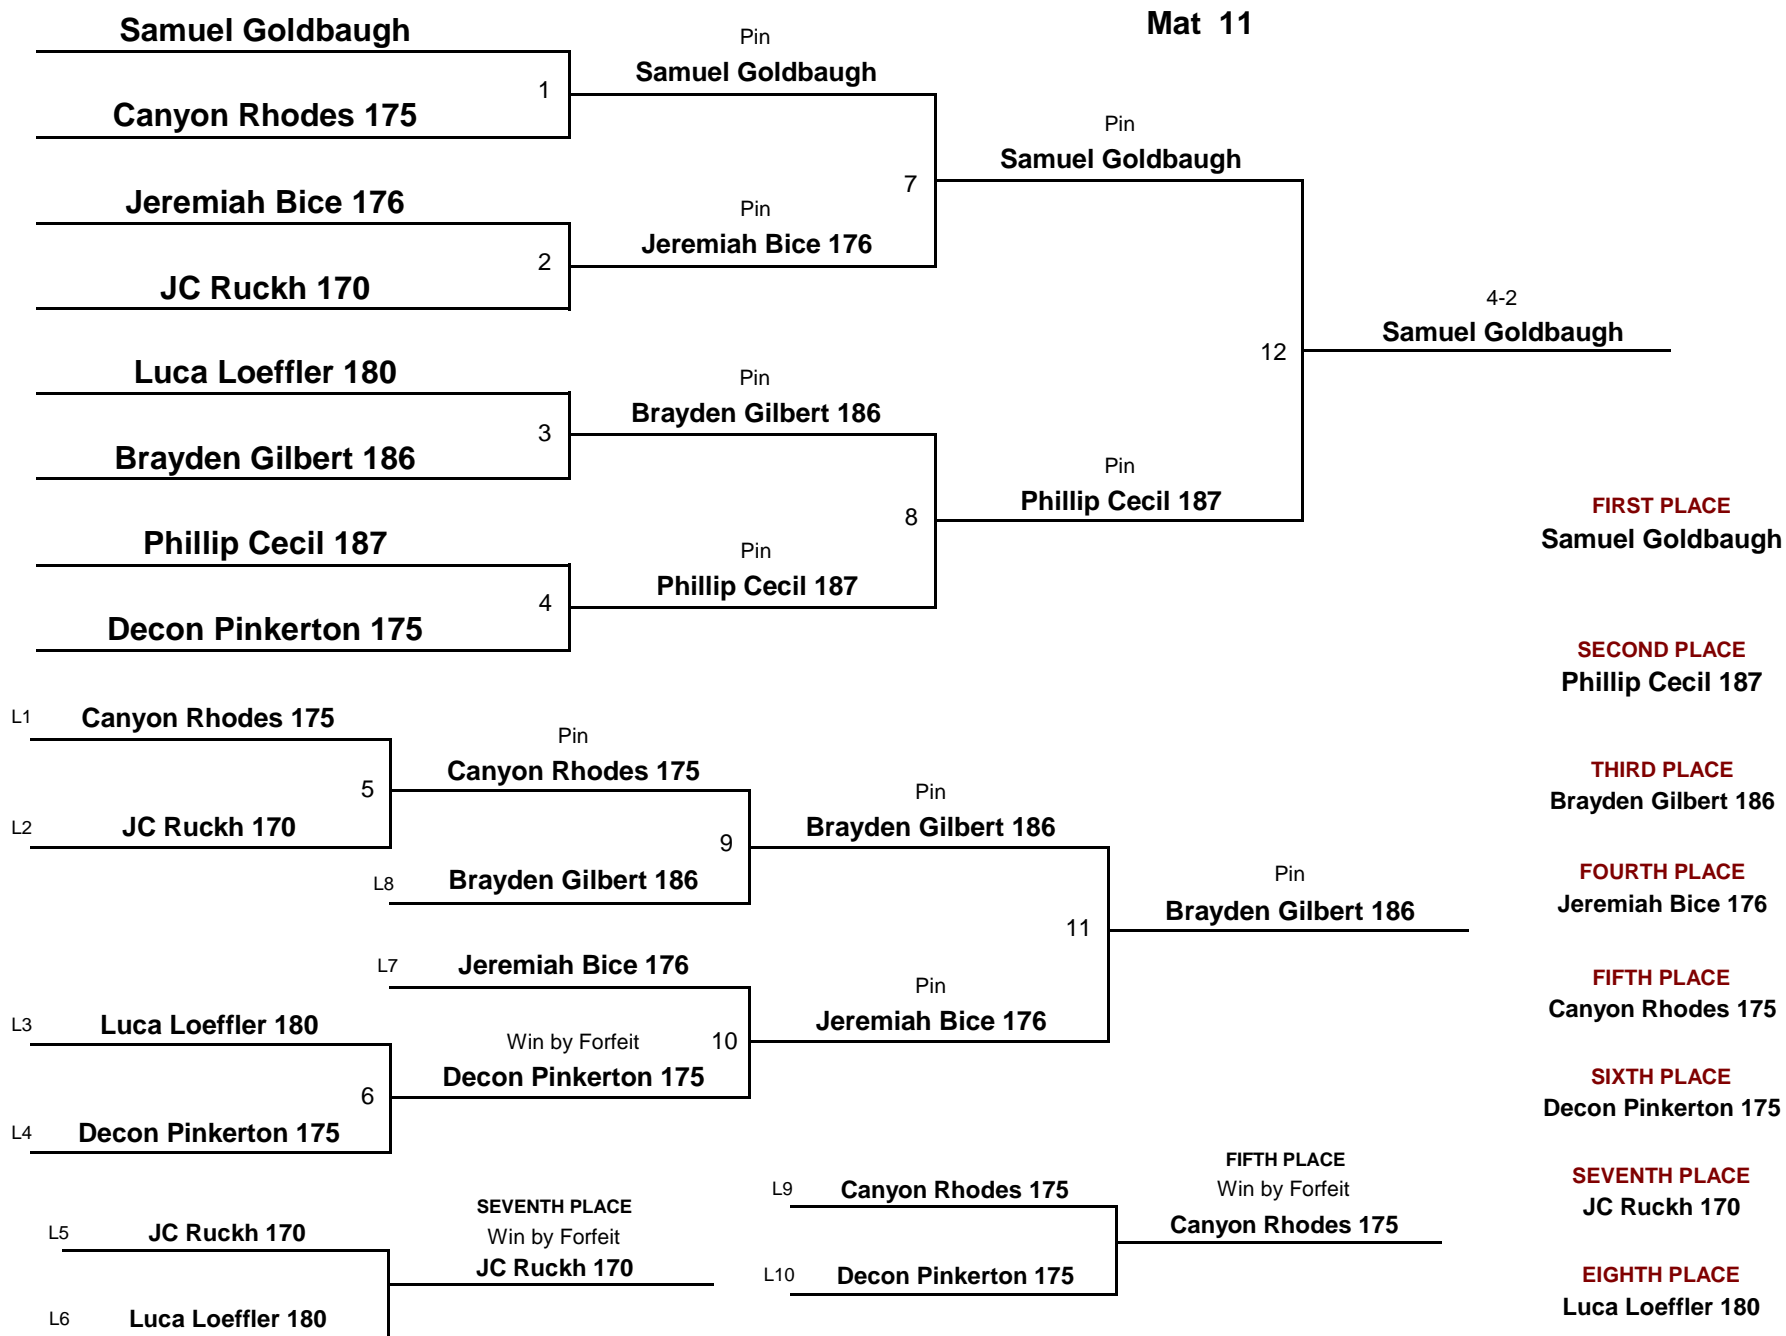 Mat 11
Samuel Goldbaugh
Pin
Samuel Goldbaugh
1
Canyon Rhodes 175
Pin
Samuel Goldbaugh
7
Jeremiah Bice 176
Pin
Jeremiah Bice 176
2
JC Ruckh 170
4-2
Samuel Goldbaugh
12
Luca Loeffler 180
Pin
Brayden Gilbert 186
3
Brayden Gilbert 186
Pin
Phillip Cecil 187
8
Phillip Cecil 187
Pin
Phillip Cecil 187
4
Decon Pinkerton 175
FIRST PLACE
Samuel Goldbaugh
SECOND PLACE
Phillip Cecil 187
THIRD PLACE
Brayden Gilbert 186
FOURTH PLACE
Jeremiah Bice 176
FIFTH PLACE
Canyon Rhodes 175
SIXTH PLACE
Decon Pinkerton 175
SEVENTH PLACE
JC Ruckh 170
EIGHTH PLACE
Luca Loeffler 180
L1 Canyon Rhodes 175
Pin
Canyon Rhodes 175
5
L2 JC Ruckh 170
Pin
Brayden Gilbert 186
9
L8 Brayden Gilbert 186
Pin
Brayden Gilbert 186
11
L7 Jeremiah Bice 176
Pin
Jeremiah Bice 176
L3 Luca Loeffler 180
Win by Forfeit
10
Decon Pinkerton 175
6
L4 Decon Pinkerton 175
SEVENTH PLACE
Win by Forfeit
JC Ruckh 170
L5 JC Ruckh 170
L6 Luca Loeffler 180
FIFTH PLACE
Win by Forfeit
Canyon Rhodes 175
L9 Canyon Rhodes 175
L10 Decon Pinkerton 175